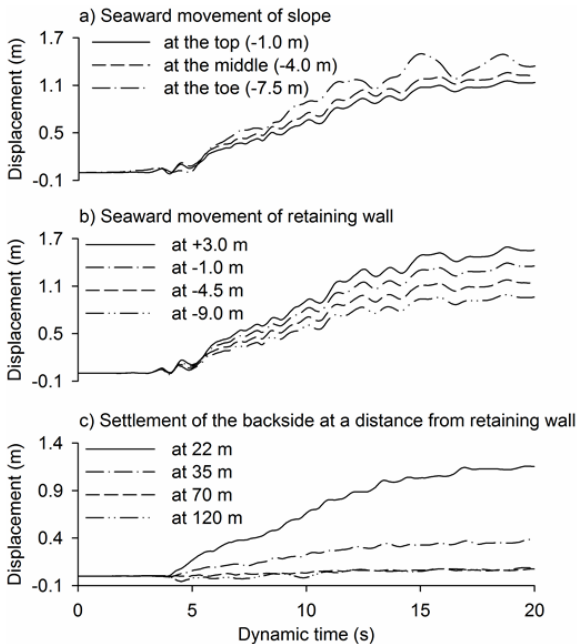 a) Seaward movement of slope
1.7
1.1
0.5
-0.1
Displacement (m)
at the top (-1.0 m)
at the middle (-4.0 m)
at the toe (-7.5 m)
b) Seaward movement of retaining wall
1.7
1.1
0.5
-0.1
Displacement (m)
at +3.0 m
at -1.0 m
at -4.5 m
at -9.0 m
c) Settlement of the backside at a distance from retaining wall
1.4
0.9
0.4
-0.1
Displacement (m)
at 22 m
at 35 m
at 70 m
at 120 m
0 5 10 15 20
Dynamic time (s)